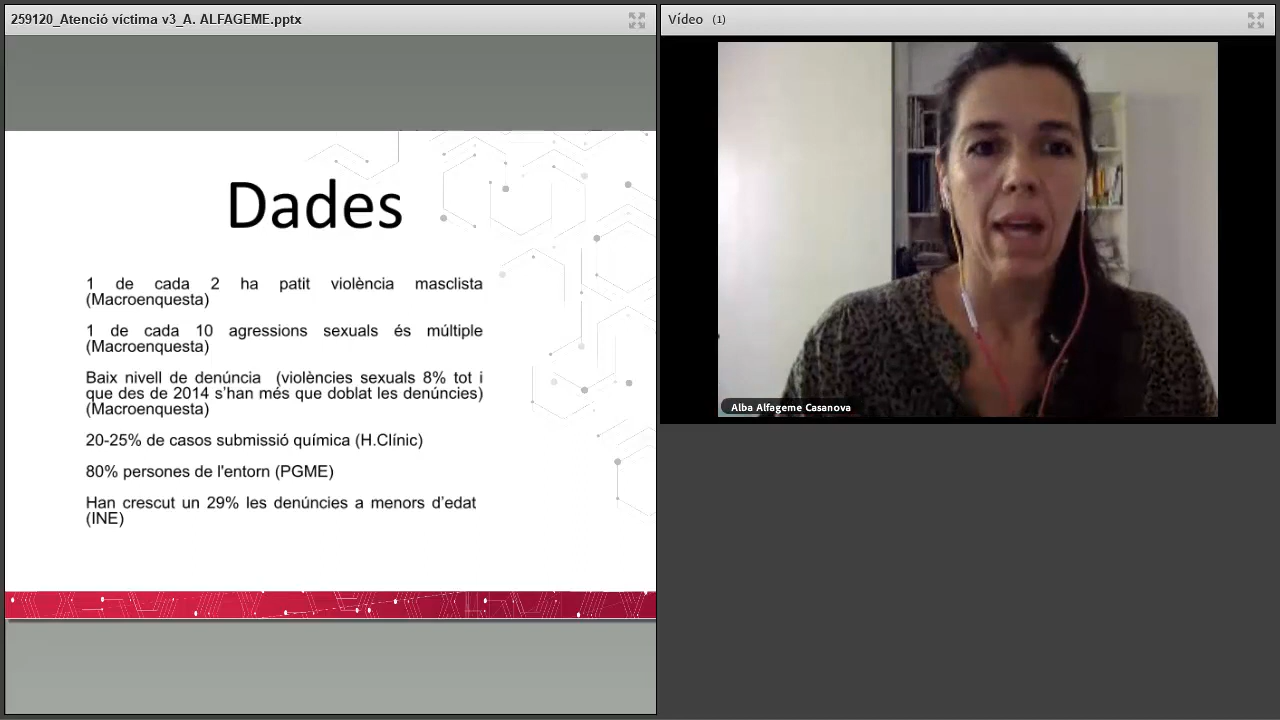 259120_Atenció víctima v3_A. ALFAGEME.pptx
Vídeo (1)
Dades
1 de cada 2 ha patit violència masclista
(Macroenquesta)
1 de cada 10 agressions sexuals és múltiple
(Macroenquesta)
Baix nivell de denúncia (violències sexuals 8% tot i
que des de 2014 s'han més que doblat les denúncies)
(Macroenquesta)
20-25% de casos submissió química (H.Clínic)
80% persones de l'entorn (PGME)
Han crescut un 29% les denúncies a menors d'edat
(INE)
Alba Alfageme Casanova